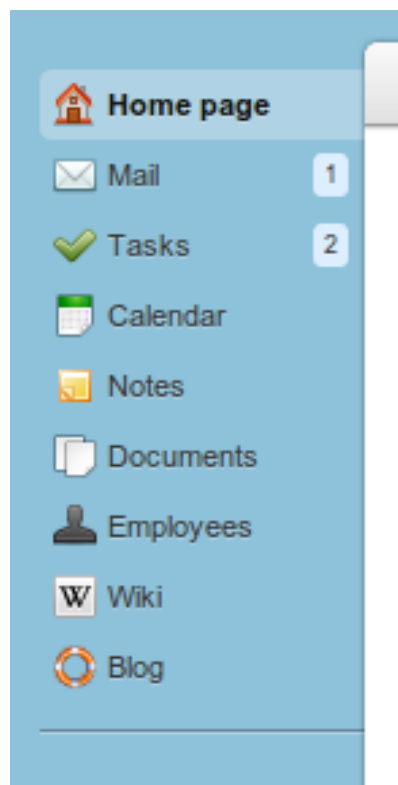 Home page
Mail 1
Tasks 2
Calendar
Notes
Documents
Employees
W Wiki
Blog